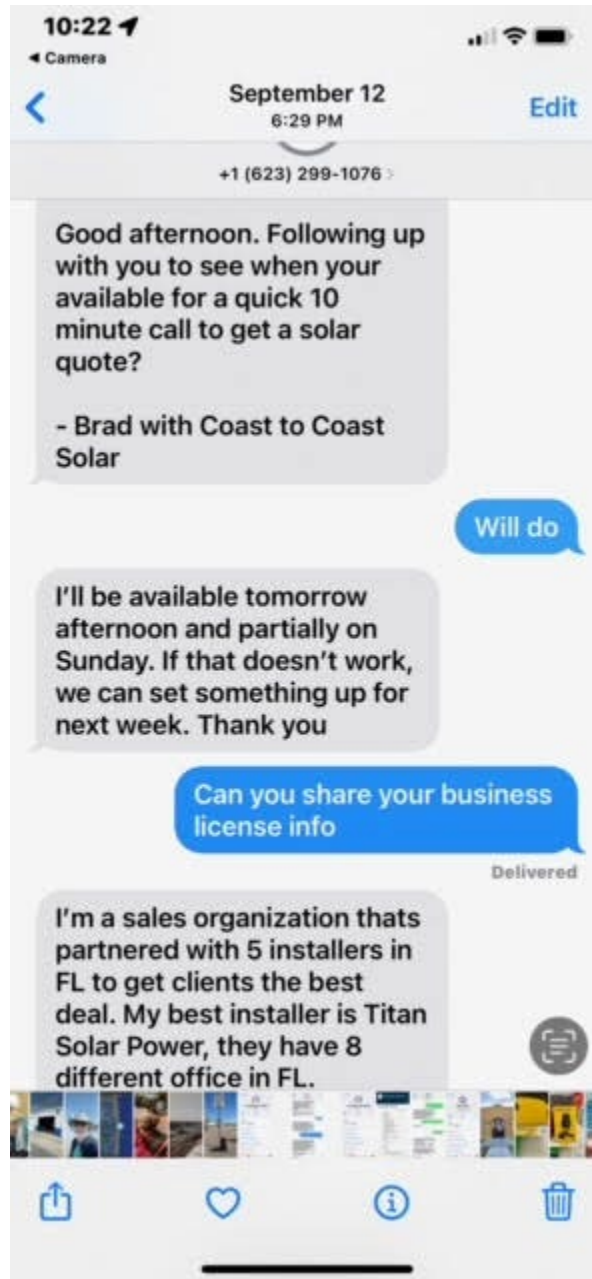 10:22
Camera
September 12
6:29 PM
Edit
+1 (623) 299-1076
Good afternoon. Following up
with you to see when your
available for a quick 10
minute call to get a solar
quote?
- Brad with Coast to Coast
Solar
Will do
I'll be available tomorrow
afternoon and partially on
Sunday. If that doesn't work,
we can set something up for
next week. Thank you
Can you share your business
license info
Delivered
I'm a sales organization thats
partnered with 5 installers in
FL to get clients the best
deal. My best installer is Titan
Solar Power, they have 8
different office in FL.